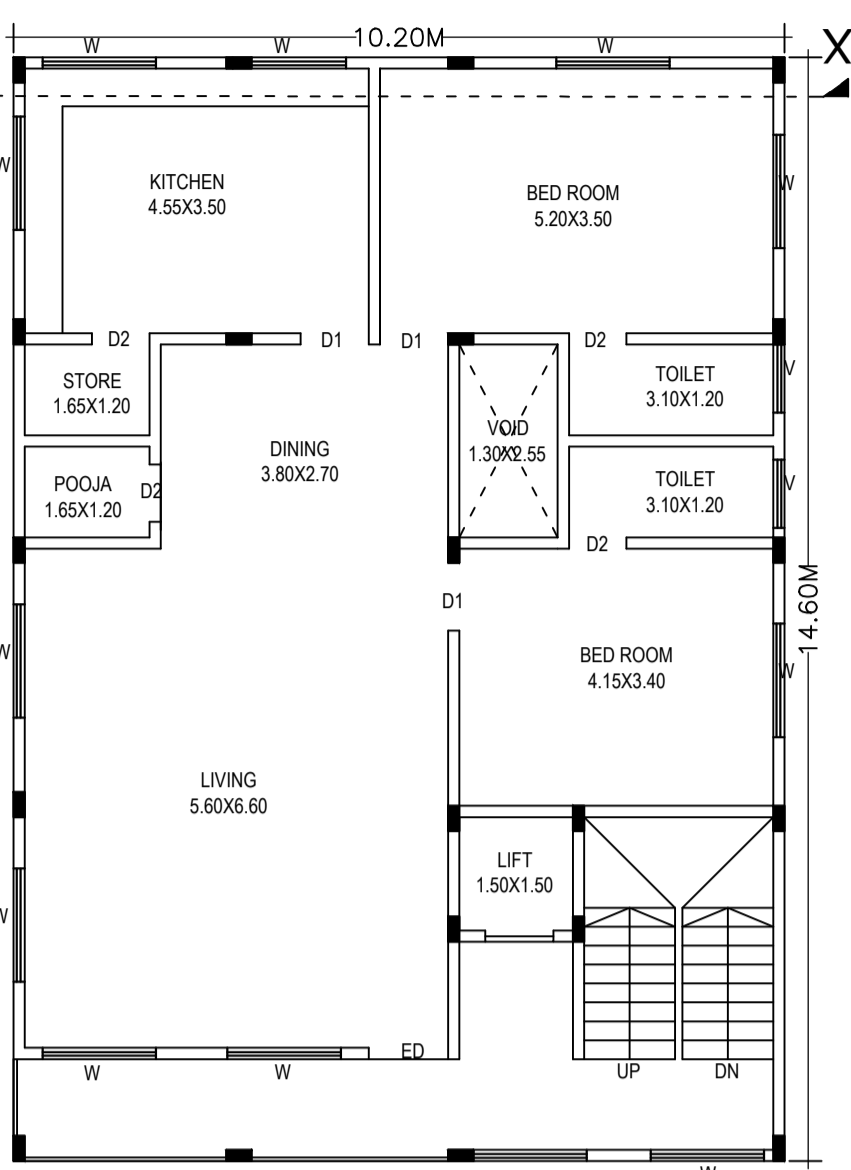 10.20M
W
W
W
X
W
W
KITCHEN
4.55X3.50
BED ROOM
5.20X3.50
D2
D1
D1
D2
STORE
1.65X1.20
TOILET
3.10X1.20
V
VOID
1.30X2.55
DINING
3.80X2.70
POOJA
1.65X1.20
D2
TOILET
3.10X1.20
V
D2
D1
14.60M
W
BED ROOM
4.15X3.40
W
LIVING
5.60X6.60
LIFT
1.50X1.50
W
ED
W
W
UP
DN
W